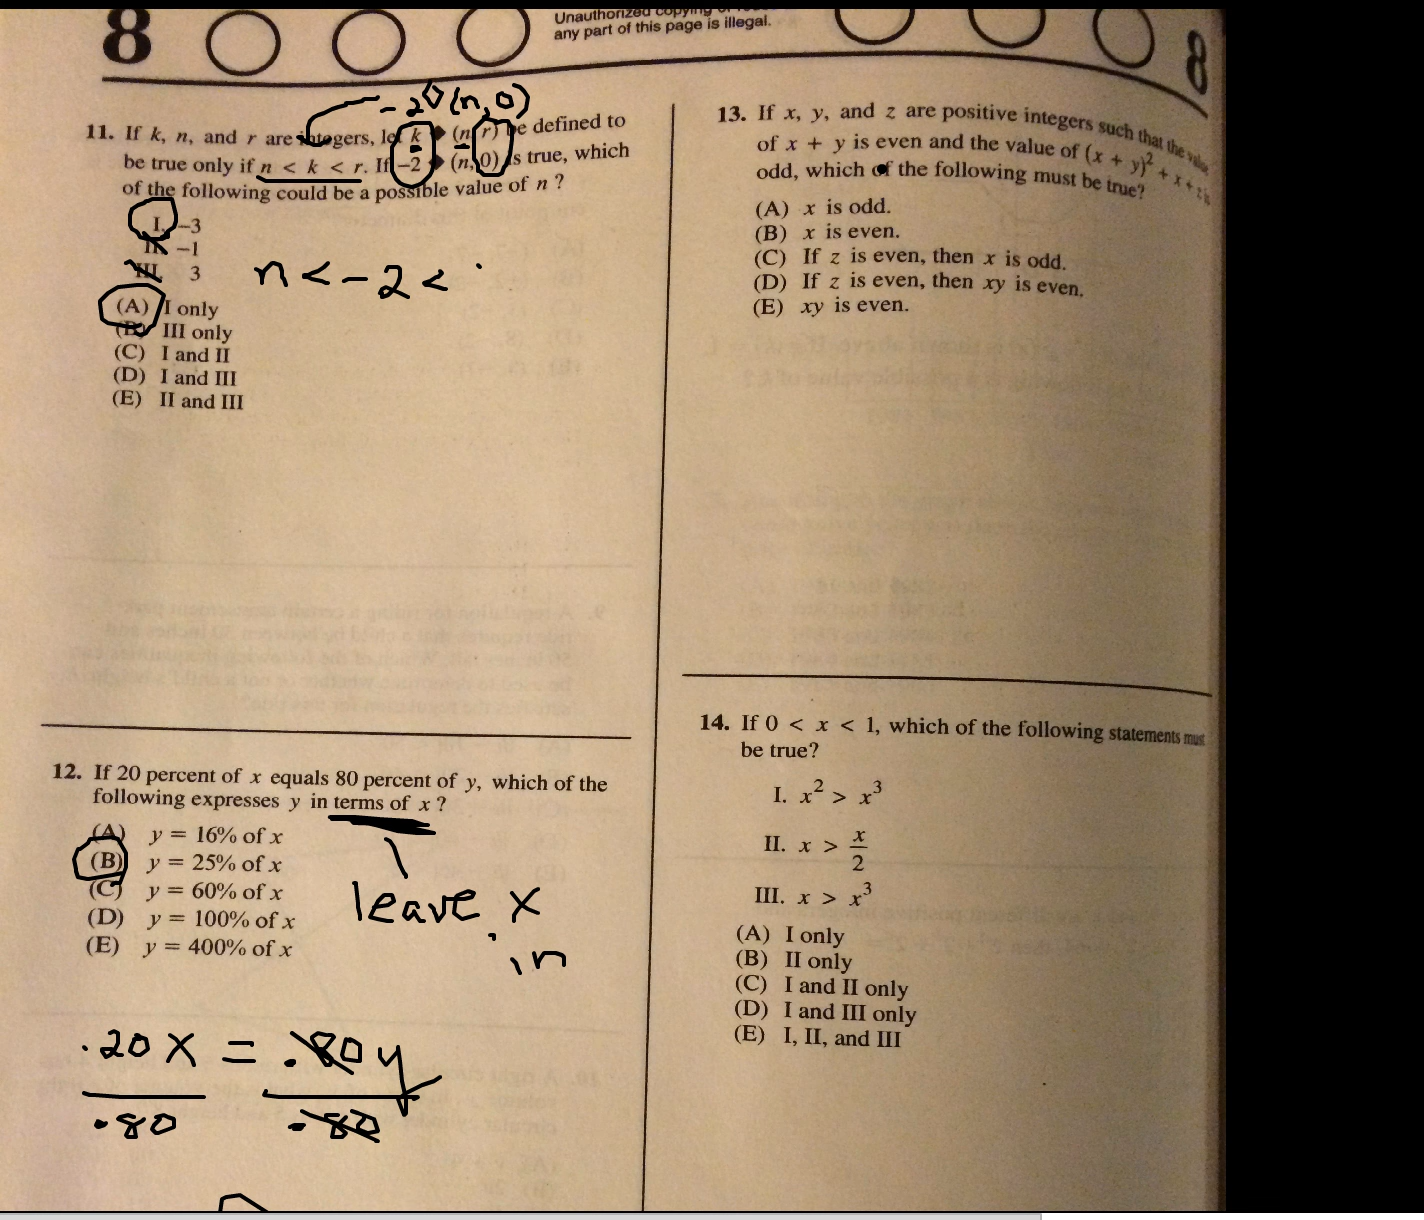 8
Unauthorized copying or
any part of this page is illegal.
8
-2◇(n,0)
11. If k, n, and r are integers, let k ◆ (n, r) be defined to
be true only if n < k < r. If -2 ◆ (n, 0) is true, which
of the following could be a possible value of n ?
I. -3
II. -1
III. 3
n < -2 <
(A) I only
(B) III only
(C) I and II
(D) I and III
(E) II and III
12. If 20 percent of x equals 80 percent of y, which of the
following expresses y in terms of x ?
(A) y = 16% of x
(B) y = 25% of x
(C) y = 60% of x
(D) y = 100% of x
(E) y = 400% of x
leave x
in
.20 x = .80 y
.80 .80
13. If x, y, and z are positive integers such that the value
of x + y is even and the value of (x + y)² + x + z is
odd, which of the following must be true?
(A) x is odd.
(B) x is even.
(C) If z is even, then x is odd.
(D) If z is even, then xy is even.
(E) xy is even.
14. If 0 < x < 1, which of the following statements must
be true?
I. x² > x³
II. x > x/2
III. x > x³
(A) I only
(B) II only
(C) I and II only
(D) I and III only
(E) I, II, and III